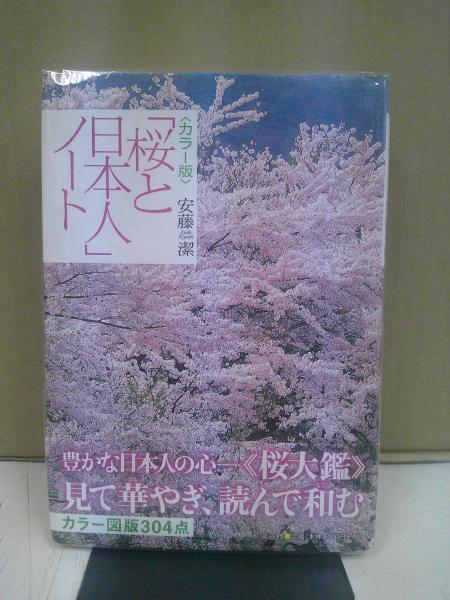 〈カラー版〉
「桜と
日本人」
ノート
安藤 潔
豊かな日本人の心―《桜大鑑》
見て華やぎ、読んで和む
カラー図版304点